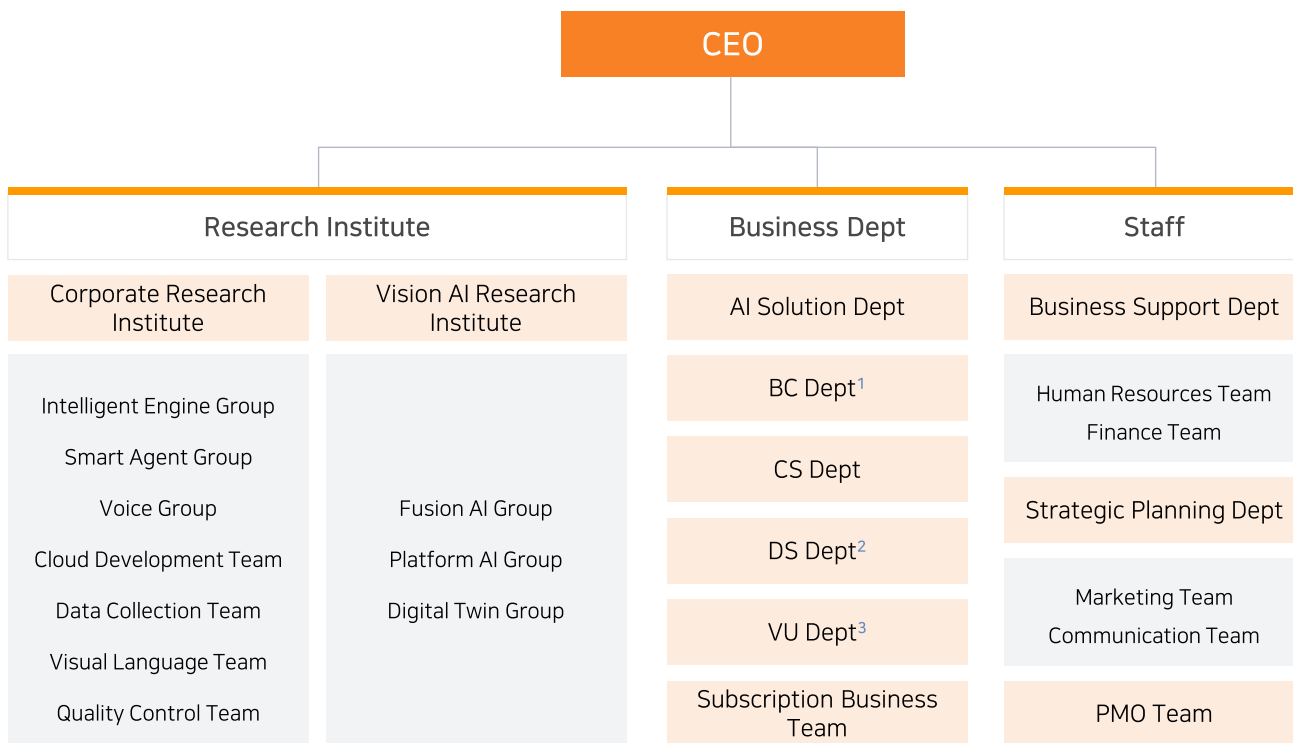 CEO
Research Institute
Corporate Research
Institute
Intelligent Engine Group
Smart Agent Group
Voice Group
Cloud Development Team
Data Collection Team
Visual Language Team
Quality Control Team
Vision AI Research
Institute
Fusion AI Group
Platform AI Group
Digital Twin Group
Business Dept
AI Solution Dept
BC Dept¹
CS Dept
DS Dept²
VU Dept³
Subscription Business
Team
Staff
Business Support Dept
Human Resources Team
Finance Team
Strategic Planning Dept
Marketing Team
Communication Team
PMO Team